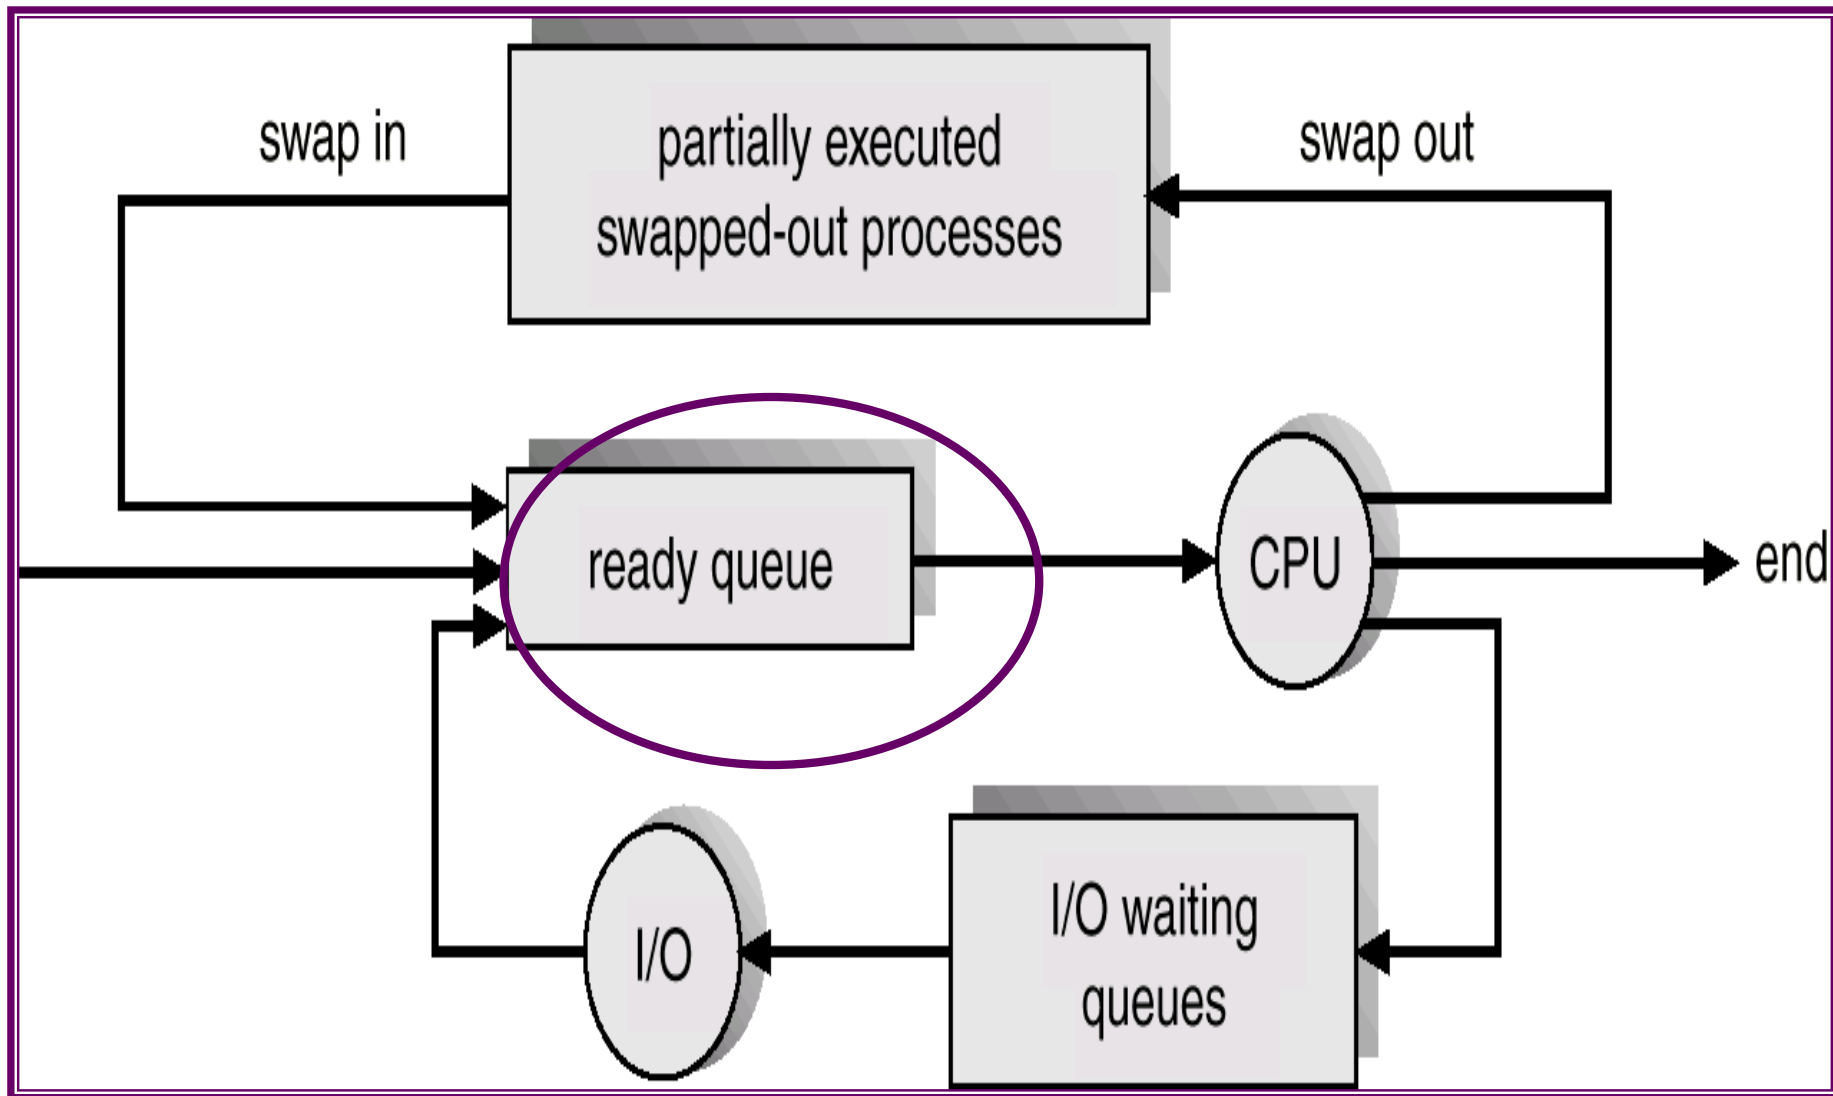 swap in
partially executed
swapped-out processes
swap out
ready queue
CPU
end
I/O
I/O waiting
queues